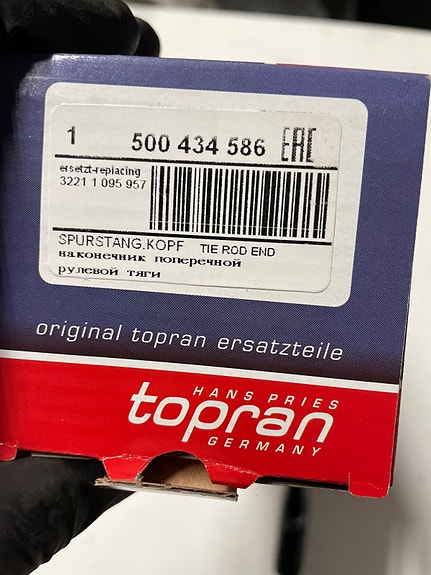 1 500 434 586 EAC
ersetzt-replacing
3221 1 095 957
SPURSTANG.KOPF TIE ROD END
наконечник поперечной
рулевой тяги
original topran ersatzteile
HANS PRIES
topran
GERMANY